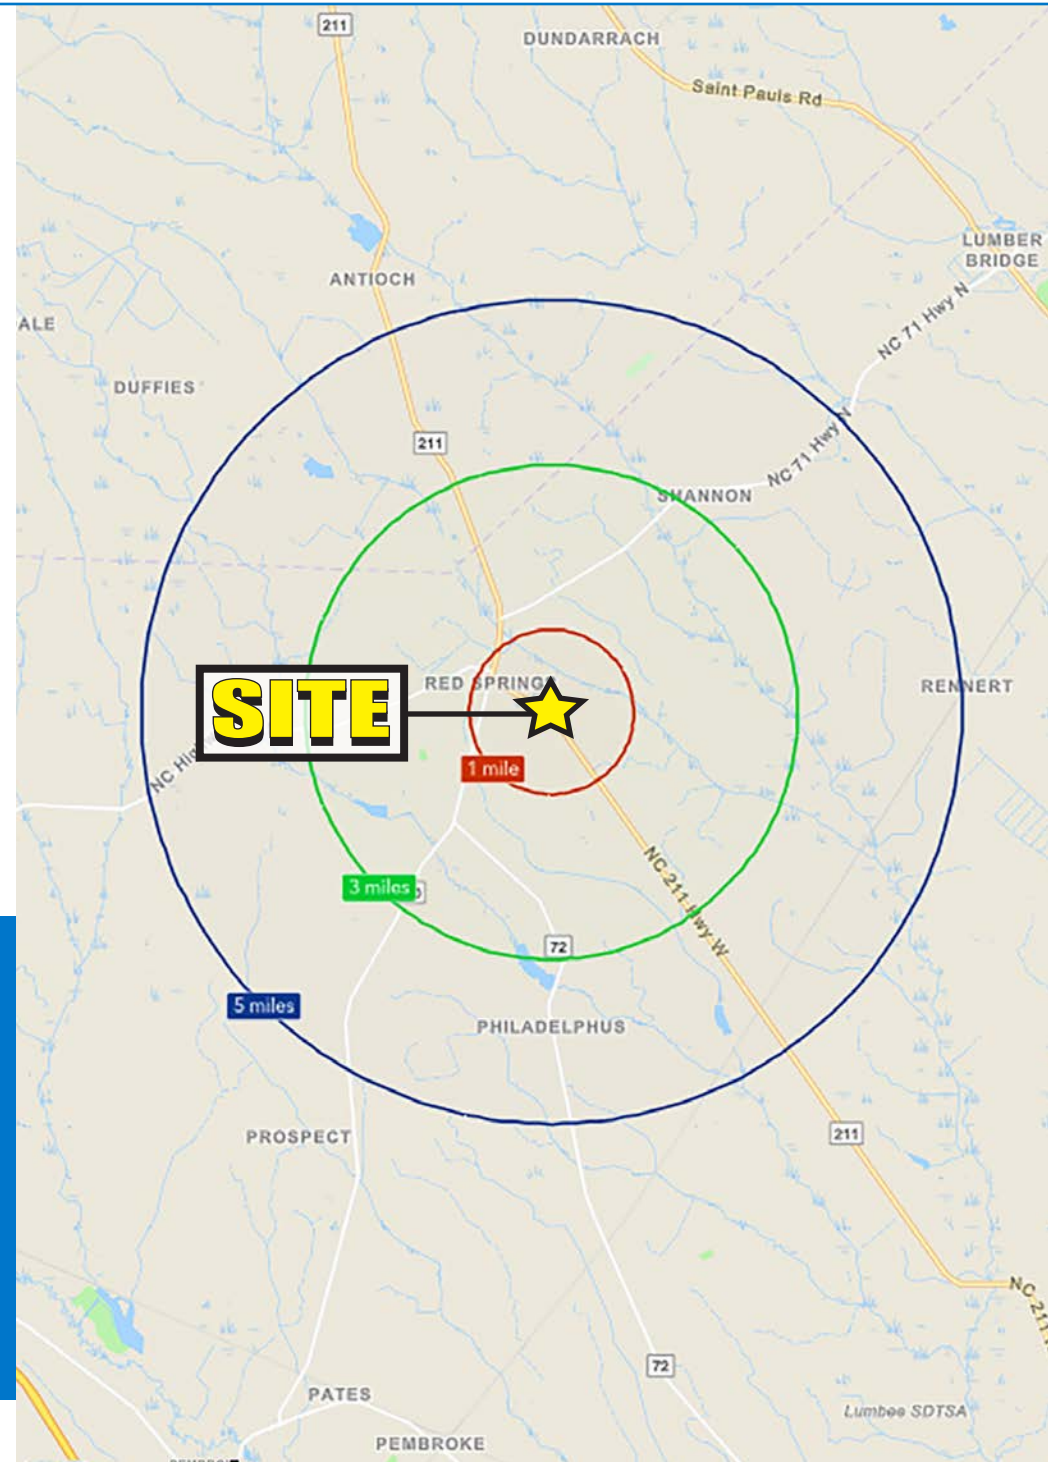 211
DUNDARRACH
Saint Pauls Rd
LUMBER
BRIDGE
ANTIOCH
NC 71 Hwy N
ALE
DUFFIES
211
NC 71 Hwy N
SHANNON
RED SPRINGS
RENNERT
SITE
1 mile
NC
NC 211 Hwy W
3 miles
72
5 miles
PHILADELPHUS
211
PROSPECT
NC 211
72
PATES
Lumbee SDTSA
PEMBROKE